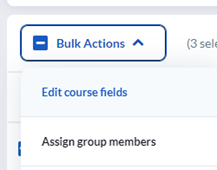 Bulk Actions (3 sele
Edit course fields
Assign group members